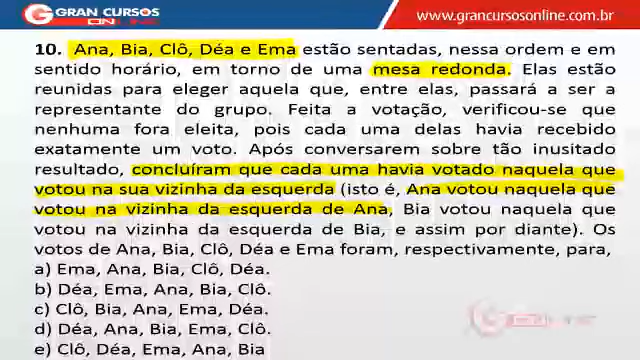 GRAN CURSOS
ONLINE
www.grancursosonline.com.br
10. Ana, Bia, Clô, Déa e Ema estão sentadas, nessa ordem e em
sentido horário, em torno de uma mesa redonda. Elas estão
reunidas para eleger aquela que, entre elas, passará a ser a
representante do grupo. Feita a votação, verificou-se que
nenhuma fora eleita, pois cada uma delas havia recebido
exatamente um voto. Após conversarem sobre tão inusitado
resultado, concluíram que cada uma havia votado naquela que
votou na sua vizinha da esquerda (isto é, Ana votou naquela que
votou na vizinha da esquerda de Ana, Bia votou naquela que
votou na vizinha da esquerda de Bia, e assim por diante). Os
votos de Ana, Bia, Clô, Déa e Ema foram, respectivamente, para,
a) Ema, Ana, Bia, Clô, Déa.
b) Déa, Ema, Ana, Bia, Clô.
c) Clô, Bia, Ana, Ema, Déa.
d) Déa, Ana, Bia, Ema, Clô.
e) Clô, Déa, Ema, Ana, Bia